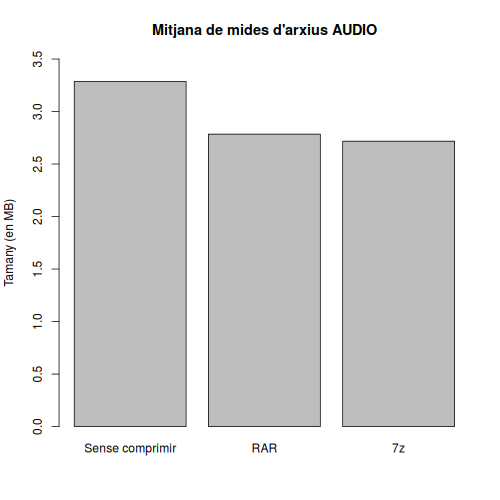 Mitjana de mides d'arxius AUDIO
Tamany (en MB)
3.5
3.0
2.5
2.0
1.5
1.0
0.5
0.0
Sense comprimir
RAR
7z